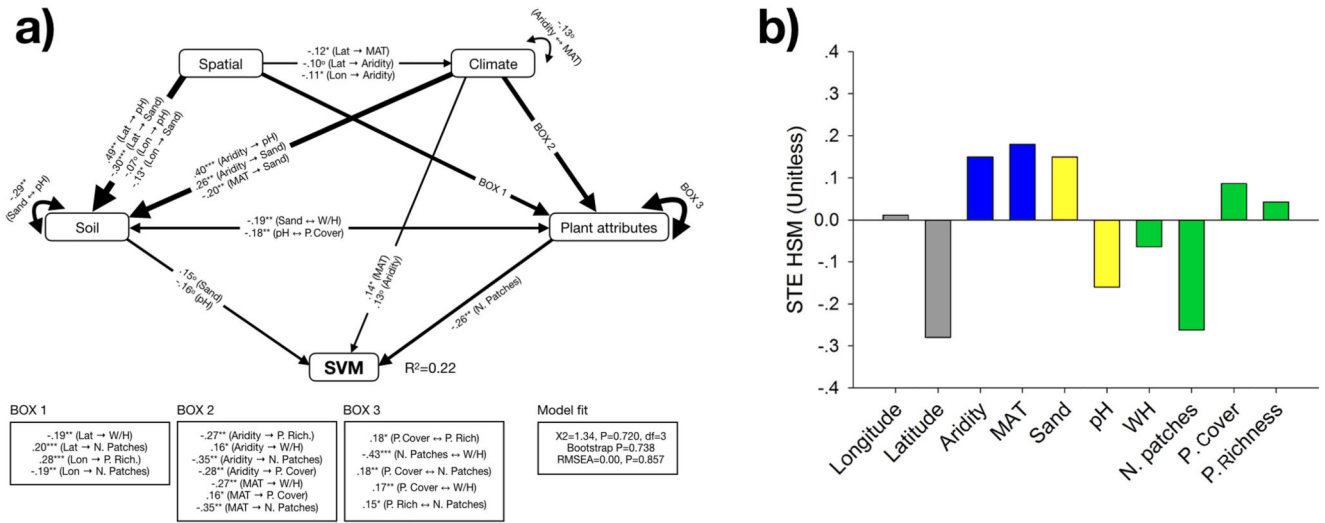 a)
Spatial
-.12* (Lat → MAT)
-.10º (Lat → Aridity)
-.11* (Lon → Aridity)
Climate
-.13º
(Aridity ↔ MAT)
.49** (Lat → pH)
-.30*** (Lat → Sand)
-.07º (Lon → pH)
-.13* (Lon → Sand)
.40*** (Aridity → pH)
.26** (Aridity → Sand)
-.20** (MAT → Sand)
BOX 2
BOX 1
BOX 3
-.29**
(Sand ↔ pH)
Soil
-.19** (Sand ↔ W/H)
-.18** (pH ↔ P.Cover)
Plant attributes
.15º (Sand)
-.16º (pH)
.14* (MAT)
.13º (Aridity)
-.26** (N. Patches)
SVM
R²=0.22
BOX 1
-.19** (Lat → W/H)
.20*** (Lat → N. Patches)
.28*** (Lon → P. Rich.)
-.19** (Lon → N. Patches)
BOX 2
-.27** (Aridity → P. Rich.)
.16* (Aridity → W/H)
-.35** (Aridity → N. Patches)
-.28** (Aridity → P. Cover)
-.27** (MAT → W/H)
.16* (MAT → P. Cover)
-.35** (MAT → N. Patches)
BOX 3
.18* (P.Cover ↔ P. Rich)
-.43*** (N. Patches ↔ W/H)
.18** (P. Cover ↔ N. Patches)
.17** (P. Cover ↔ W/H)
.15* (P. Rich ↔ N. Patches)
Model fit
X2=1.34, P=0.720, df=3
Bootstrap P=0.738
RMSEA=0.00, P=0.857
b)
STE HSM (Unitless)
.4
.3
.2
.1
0.0
-.1
-.2
-.3
-.4
Longitude
Latitude
Aridity
MAT
Sand
pH
WH
N. patches
P. Cover
P. Richness